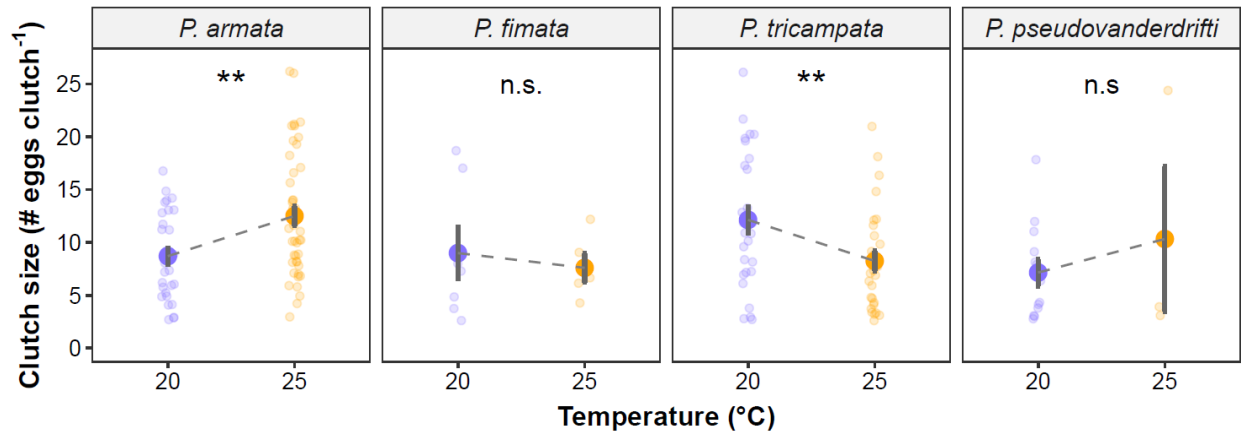 P. armata
P. fimata
P. tricampata
P. pseudovanderdrifti
Clutch size (# eggs clutch⁻¹)
25
20
15
10
5
0
**
n.s.
**
n.s
20
25
20
25
20
25
20
25
Temperature (°C)